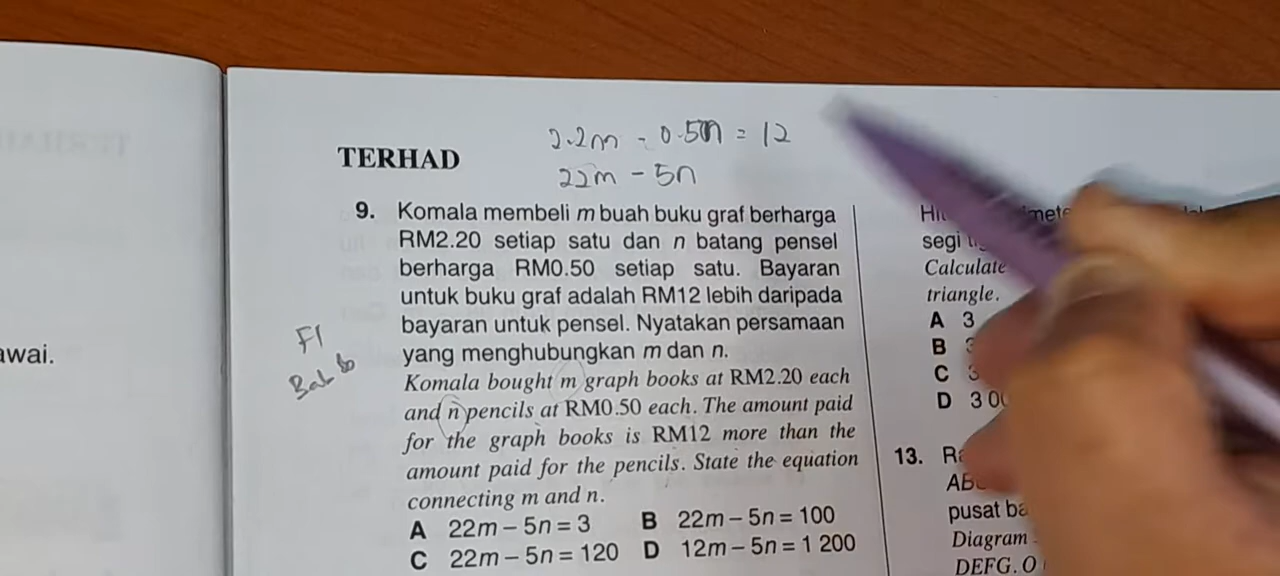 2.2m - 0.5n = 12
22m - 5n
TERHAD
9. Komala membeli m buah buku graf berharga
RM2.20 setiap satu dan n batang pensel
berharga RM0.50 setiap satu. Bayaran
untuk buku graf adalah RM12 lebih daripada
bayaran untuk pensel. Nyatakan persamaan
yang menghubungkan m dan n.
Komala bought m graph books at RM2.20 each
and n pencils at RM0.50 each. The amount paid
for the graph books is RM12 more than the
amount paid for the pencils. State the equation
connecting m and n.
A 22m – 5n = 3 B 22m – 5n = 100
C 22m – 5n = 120 D 12m – 5n = 1 200
F1
Bab
awai.
segi
Calculate
triangle.
A 3
B
C 3
D 3 00
13.
pusat
Diagram
DEFG. O